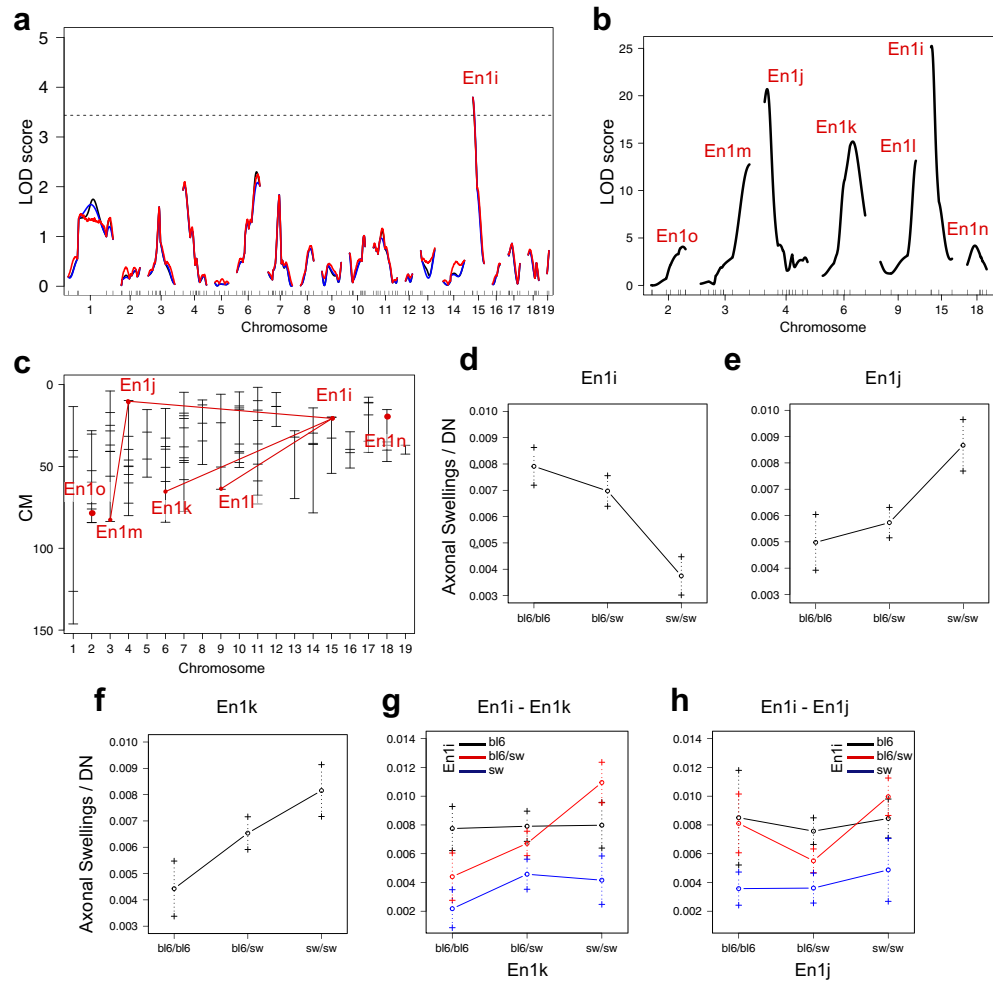 a
5
4
3
2
1
0
LOD score
En1i
1 2 3 4 5 6 7 8 9 10 11 12 13 14 15 16 17 18 19
Chromosome
b
25
20
15
10
5
0
LOD score
En1o
En1m
En1j
En1k
En1l
En1i
En1n
2 3 4 6 9 15 18
Chromosome
c
0
50
100
150
CM
En1j
En1i
En1o
En1m
En1k
En1l
En1n
1 2 3 4 5 6 7 8 9 10 11 12 13 14 15 16 17 18 19
Chromosome
d
En1i
0.010
0.009
0.008
0.007
0.006
0.005
0.004
0.003
Axonal Swellings / DN
bl6/bl6 bl6/sw sw/sw
e
En1j
0.010
0.009
0.008
0.007
0.006
0.005
0.004
0.003
bl6/bl6 bl6/sw sw/sw
f
En1k
0.010
0.009
0.008
0.007
0.006
0.005
0.004
0.003
Axonal Swellings / DN
bl6/bl6 bl6/sw sw/sw
g
En1i - En1k
En1i
bl6
bl6/sw
sw
0.014
0.012
0.010
0.008
0.006
0.004
0.002
bl6/bl6 bl6/sw sw/sw
En1k
h
En1i - En1j
En1i
bl6
bl6/sw
sw
0.014
0.012
0.010
0.008
0.006
0.004
0.002
bl6/bl6 bl6/sw sw/sw
En1j